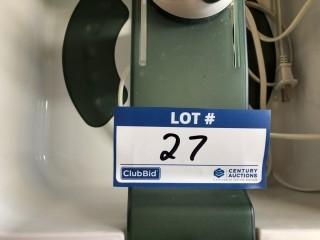 LOT #
27
ClubBid
CENTURY
AUCTIONS